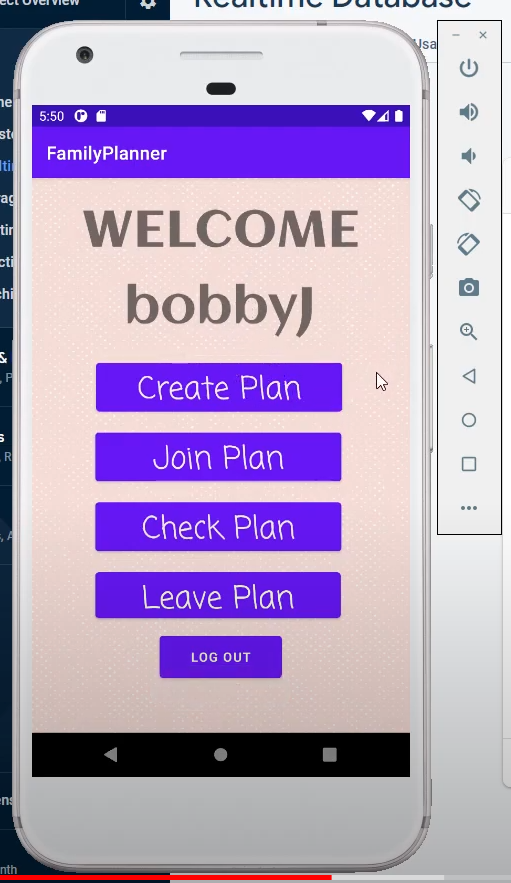 ect Overview
Realtime Database
Usa
5:50
FamilyPlanner
WELCOME
bobbyJ
Create Plan
Join Plan
Check Plan
Leave Plan
LOG OUT
nth